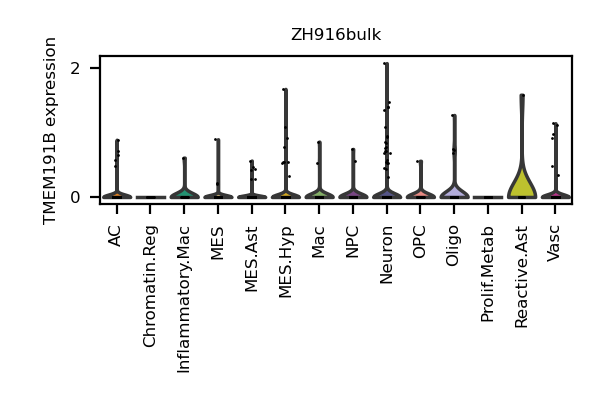 ZH916bulk
TMEM191B expression
2
0
AC
Chromatin.Reg
Inflammatory.Mac
MES
MES.Ast
MES.Hyp
Mac
NPC
Neuron
OPC
Oligo
Prolif.Metab
Reactive.Ast
Vasc